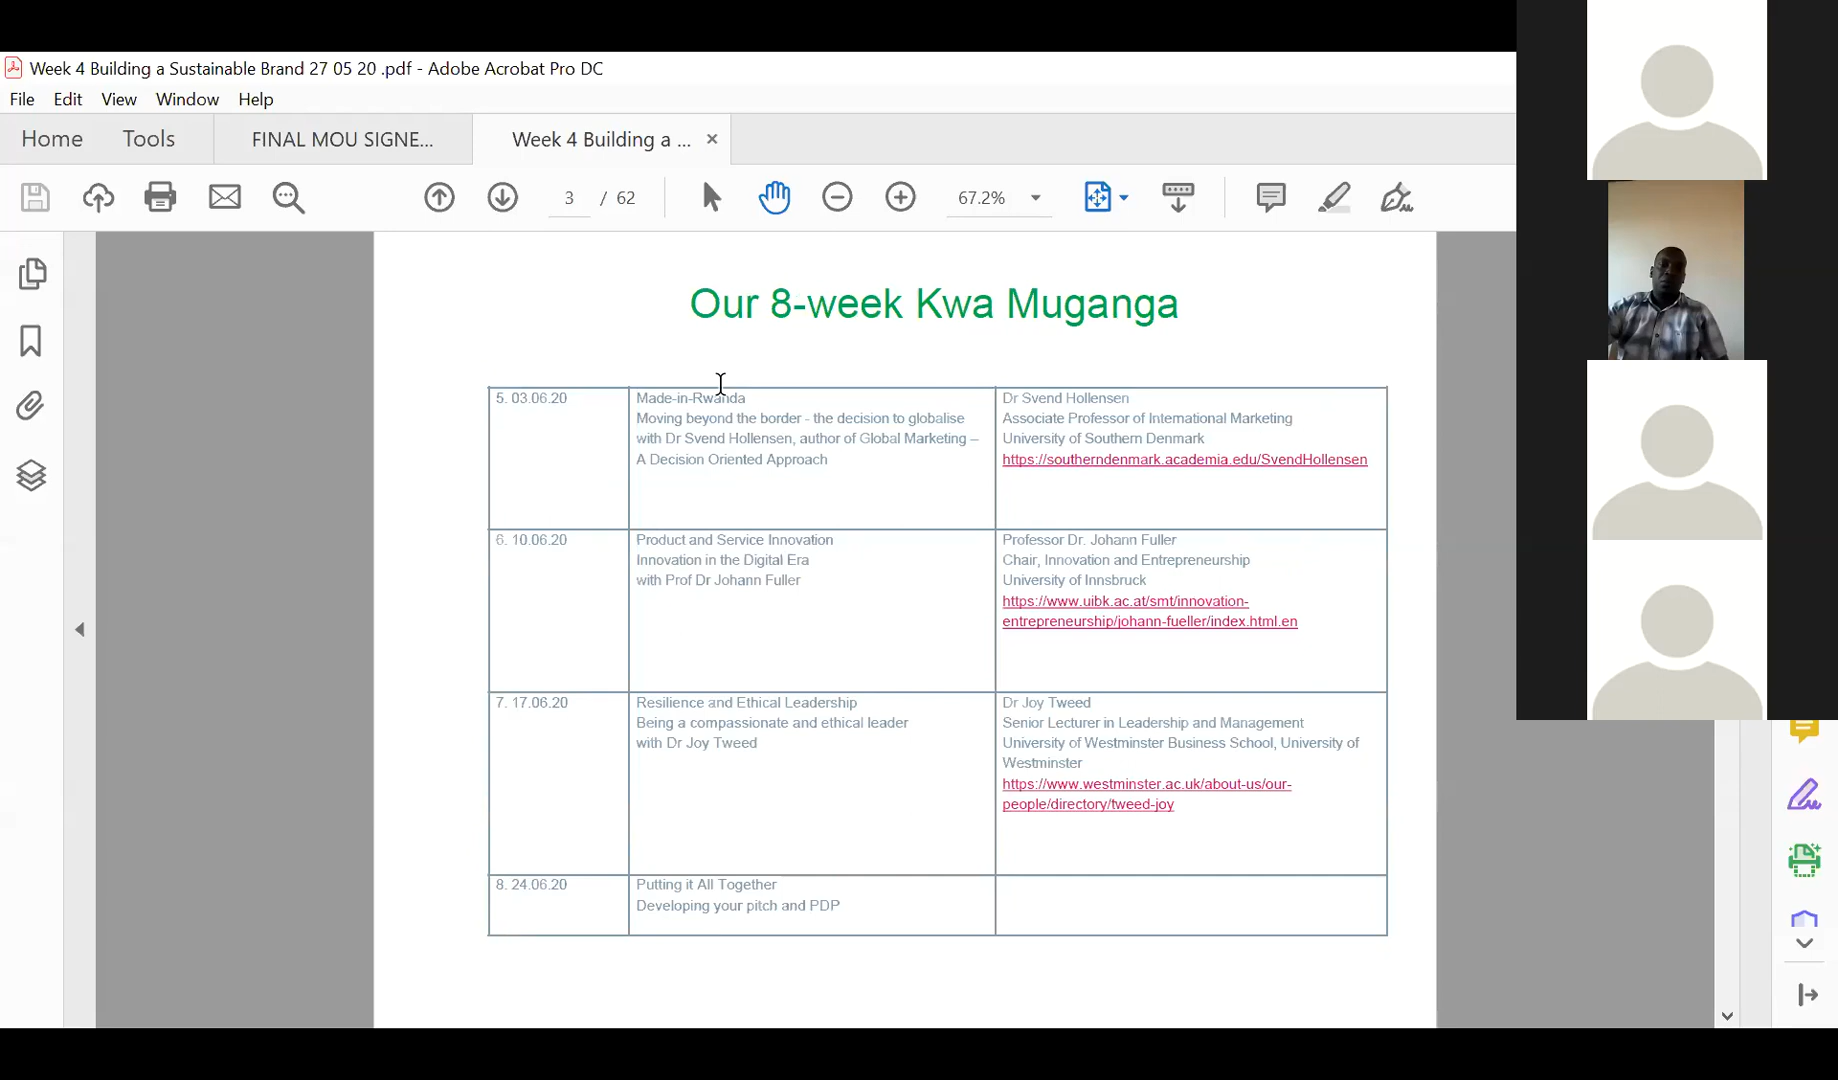 Week 4 Building a Sustainable Brand 27 05 20 .pdf - Adobe Acrobat Pro DC
File Edit View Window Help
Home Tools FINAL MOU SIGNE... Week 4 Building a ... ×
3 / 62 67.2%
Our 8-week Kwa Muganga
5. 03.06.20
Made-in-Rwanda
Moving beyond the border - the decision to globalise
with Dr Svend Hollensen, author of Global Marketing –
A Decision Oriented Approach
Dr Svend Hollensen
Associate Professor of International Marketing
University of Southern Denmark
https://southerndenmark.academia.edu/SvendHollensen
6. 10.06.20
Product and Service Innovation
Innovation in the Digital Era
with Prof Dr Johann Fuller
Professor Dr. Johann Fuller
Chair, Innovation and Entrepreneurship
University of Innsbruck
https://www.uibk.ac.at/smt/innovation-
entrepreneurship/johann-fueller/index.html.en
7. 17.06.20
Resilience and Ethical Leadership
Being a compassionate and ethical leader
with Dr Joy Tweed
Dr Joy Tweed
Senior Lecturer in Leadership and Management
University of Westminster Business School, University of
Westminster
https://www.westminster.ac.uk/about-us/our-
people/directory/tweed-joy
8. 24.06.20
Putting it All Together
Developing your pitch and PDP